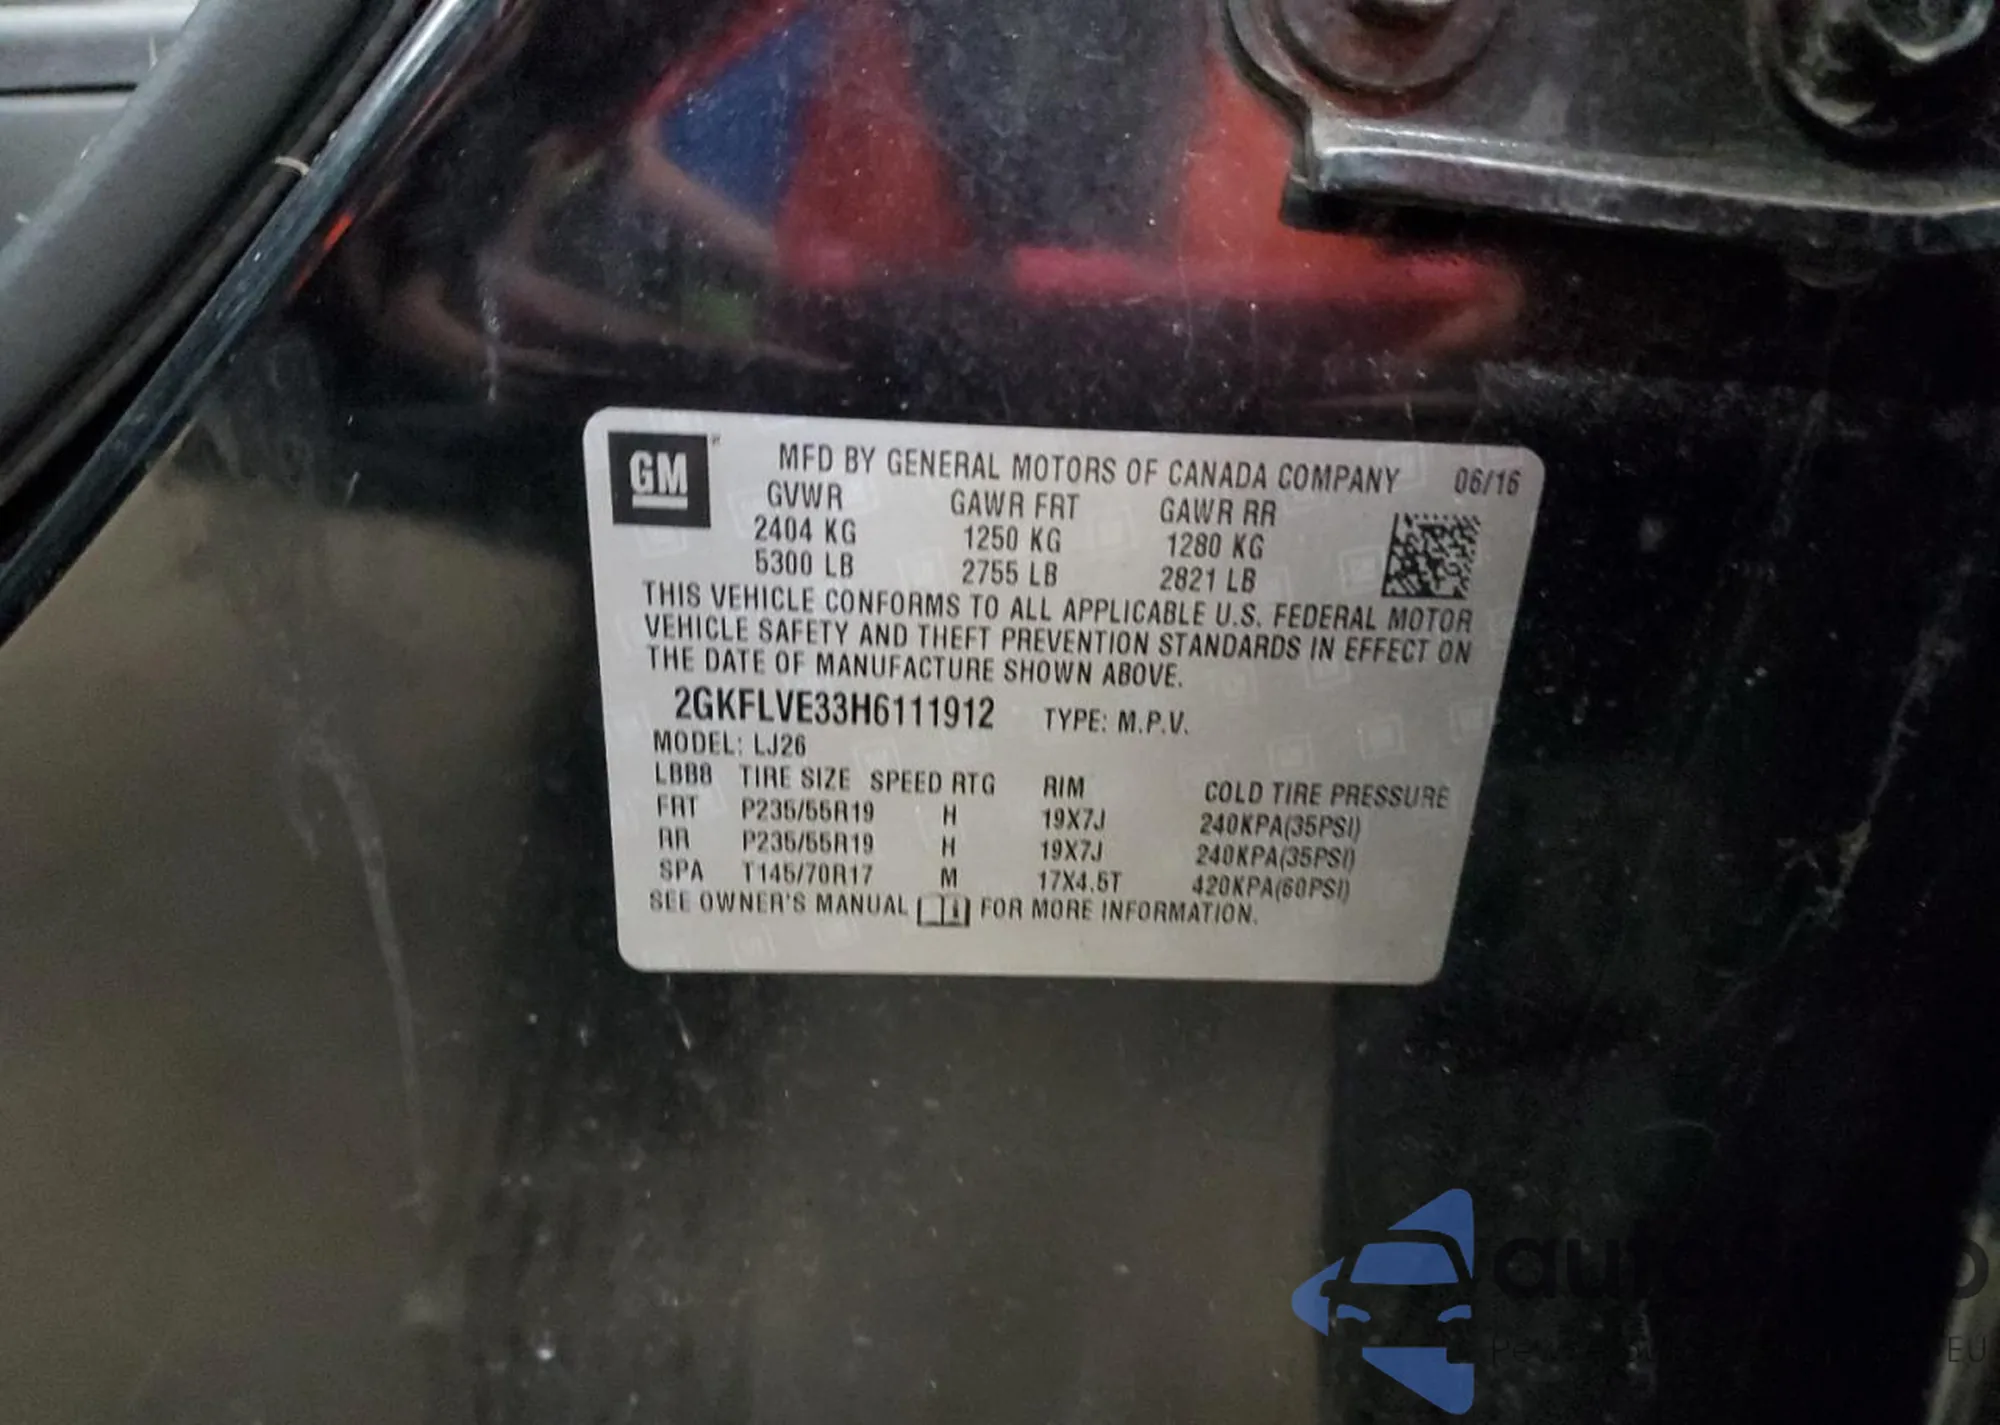 GM
MFD BY GENERAL MOTORS OF CANADA COMPANY 06/16
GVWR GAWR FRT GAWR RR
2404 KG 1250 KG 1280 KG
5300 LB 2755 LB 2821 LB
THIS VEHICLE CONFORMS TO ALL APPLICABLE U.S. FEDERAL MOTOR
VEHICLE SAFETY AND THEFT PREVENTION STANDARDS IN EFFECT ON
THE DATE OF MANUFACTURE SHOWN ABOVE.
2GKFLVE33H6111912 TYPE: M.P.V.
MODEL: LJ26
LBB8 TIRE SIZE SPEED RTG RIM COLD TIRE PRESSURE
FRT P235/55R19 H 19X7J 240KPA(35PSI)
RR P235/55R19 H 19X7J 240KPA(35PSI)
SPA T145/70R17 M 17X4.5T 420KPA(60PSI)
SEE OWNER'S MANUAL FOR MORE INFORMATION.
EU